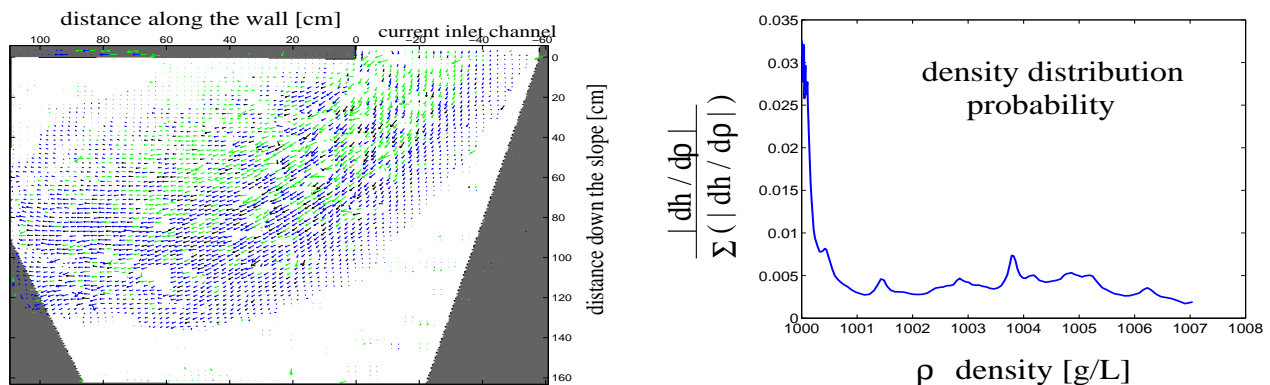 distance along the wall [cm]
current inlet channel
100 80 60 40 20 0 −20 −40 −60
0
20
40
60
80
100
120
140
160
distance down the slope [cm]
0.035
0.03
0.025
0.02
0.015
0.01
0.005
0
1000 1001 1002 1003 1004 1005 1006 1007 1008
| dh / dρ |
Σ ( | dh / dρ | )
density distribution
probability
ρ density [g/L]